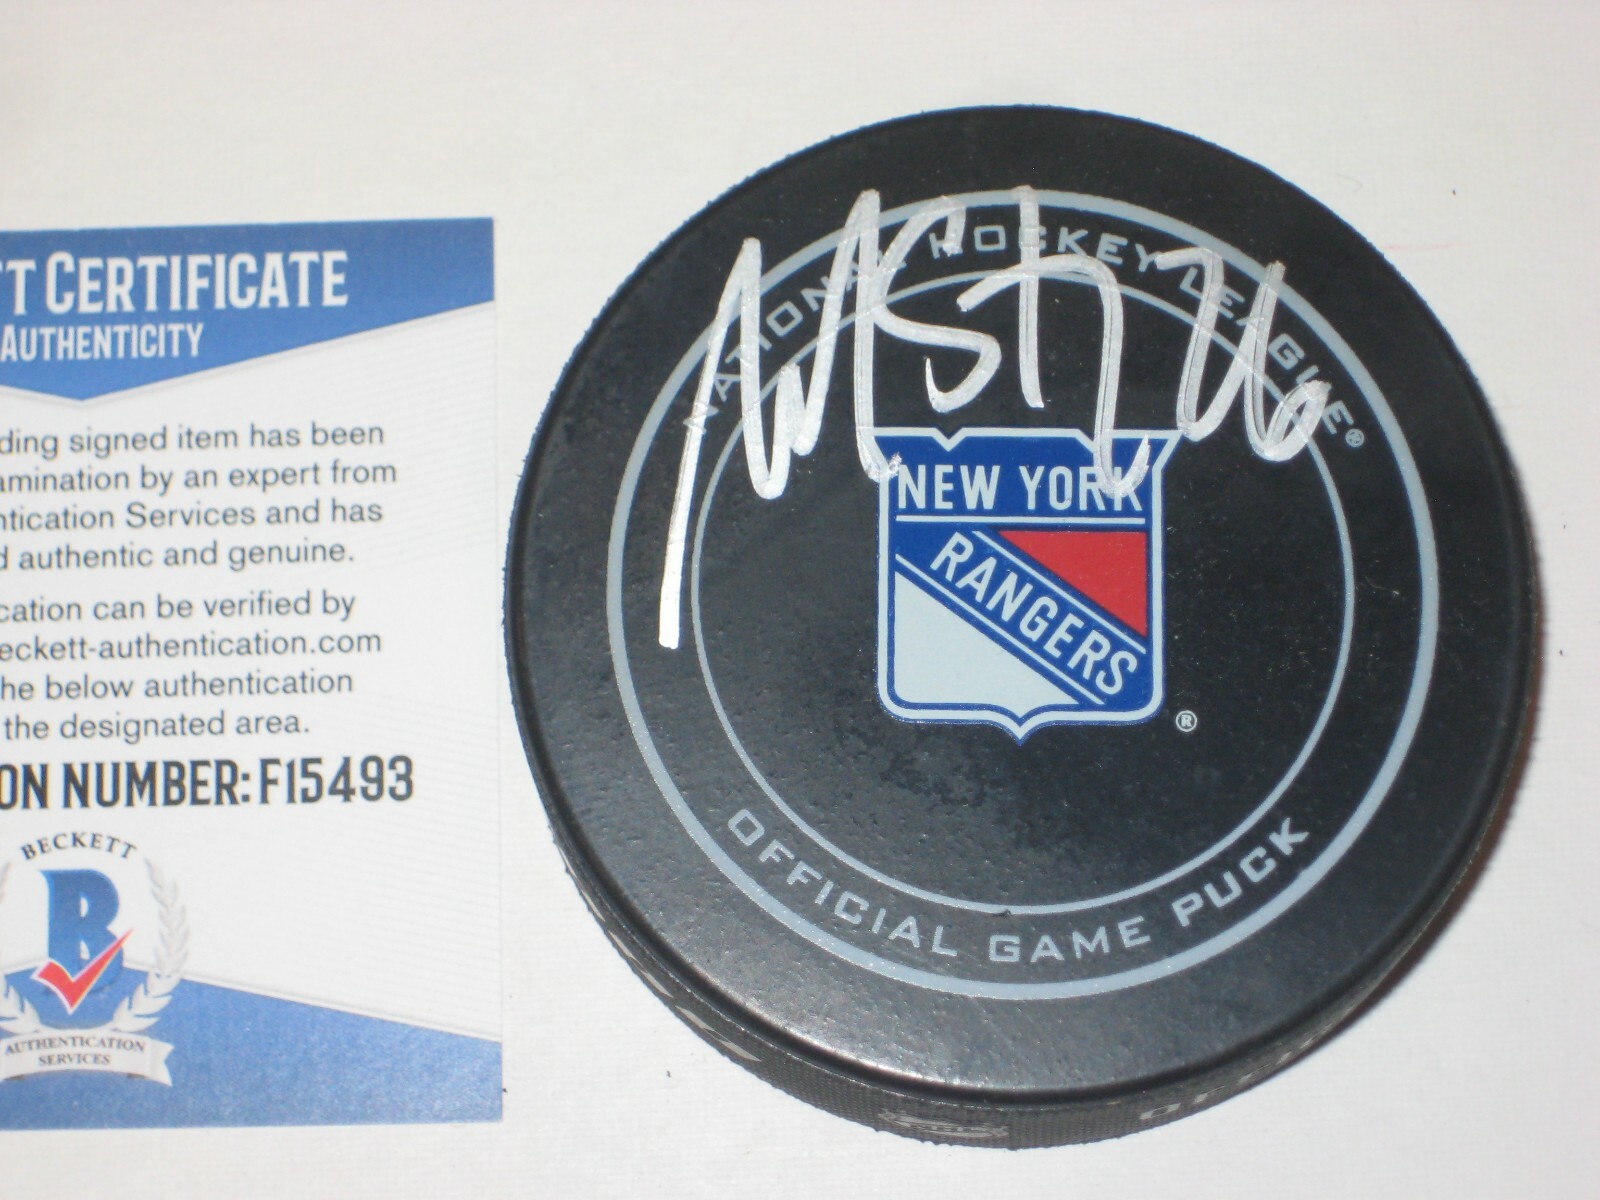 T CERTIFICATE
AUTHENTICITY
ding signed item has been
amination by an expert from
ntication Services and has
d authentic and genuine.
cation can be verified by
eckett-authentication.com
he below authentication
the designated area.
ON NUMBER: F15493
BECKETT
B
AUTHENTICATION
SERVICES
NATIONAL HOCKEY LEAGUE®
26
NEW YORK
RANGERS
®
OFFICIAL GAME PUCK